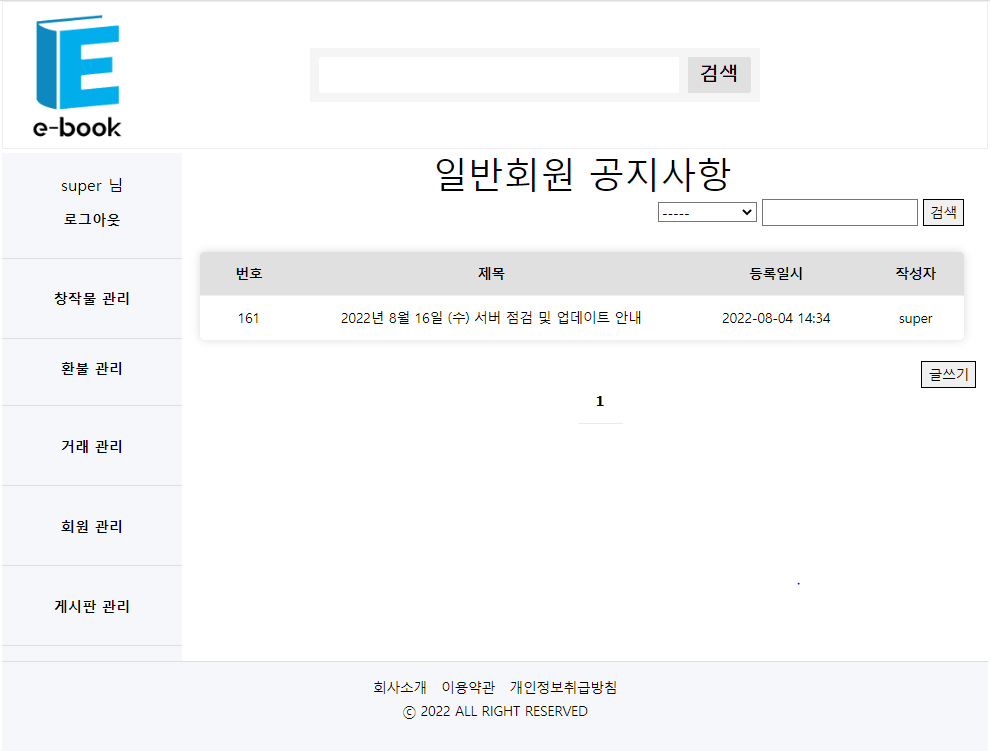 E
e-book
검색
super 님
로그아웃
창작물 관리
환불 관리
거래 관리
회원 관리
게시판 관리
일반회원 공지사항
----- 검색
번호 제목 등록일시 작성자
161 2022년 8월 16일 (수) 서버 점검 및 업데이트 안내 2022-08-04 14:34 super
글쓰기
1
회사소개 이용약관 개인정보취급방침
ⓒ 2022 ALL RIGHT RESERVED